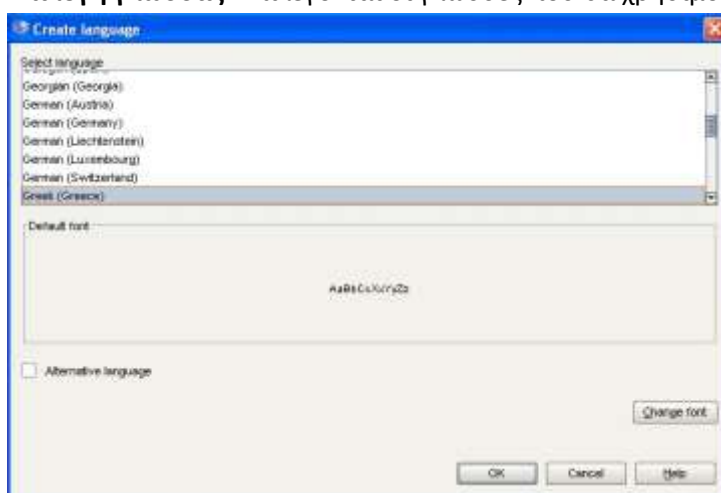 Create language
Select language
Georgian (Georgia)
German (Austria)
German (Germany)
German (Liechtenstein)
German (Luxembourg)
German (Switzerland)
Greek (Greece)
Default font
Alternative language
Change font
OK Cancel Help